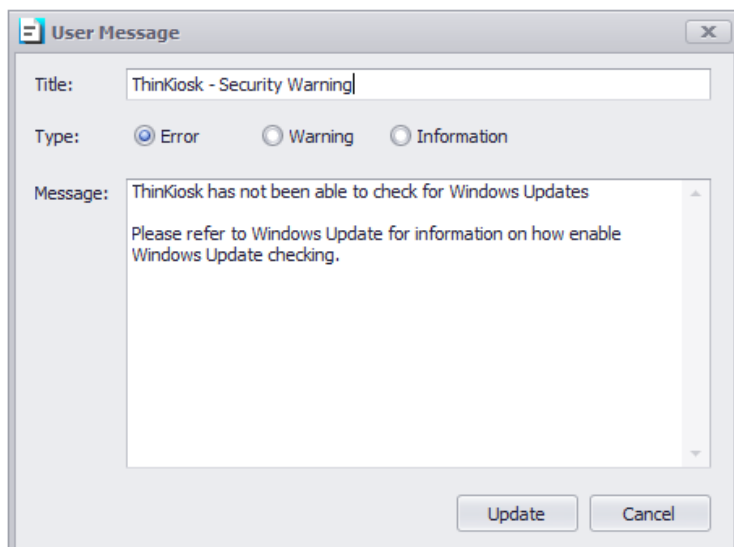 User Message
Title: ThinKiosk - Security Warning
Type: Error Warning Information
Message: ThinKiosk has not been able to check for Windows Updates
Please refer to Windows Update for information on how enable
Windows Update checking.
Update Cancel